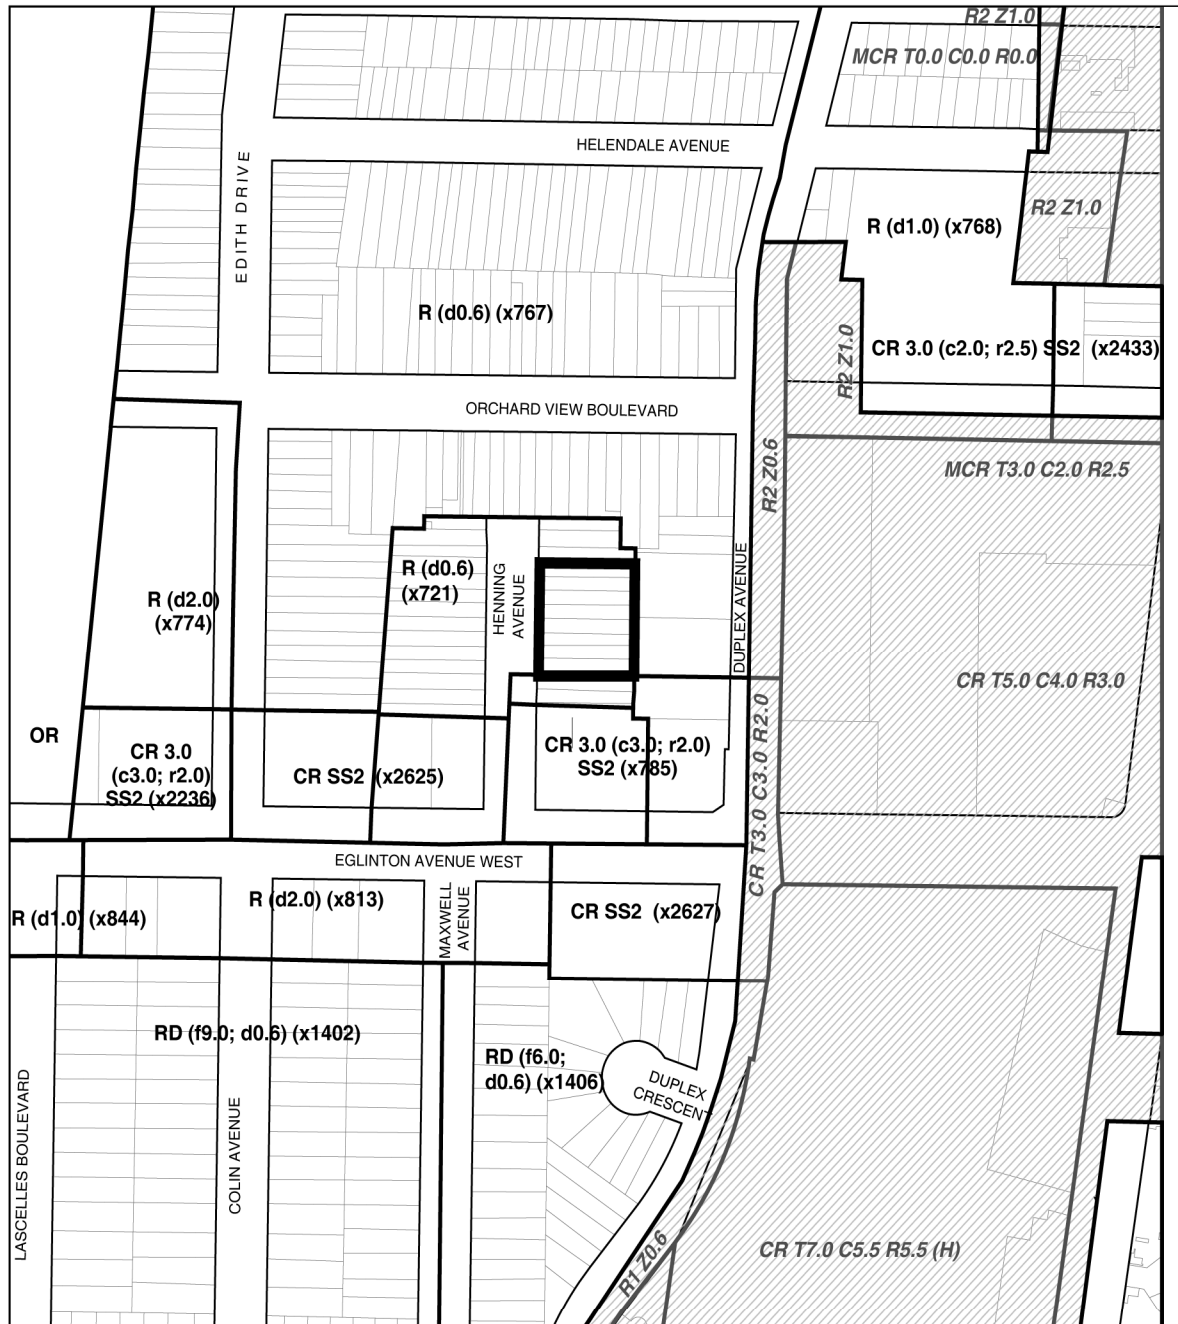 R2 Z1.0
MCR T0.0 C0.0 R0.0
HELENDALE AVENUE
EDITH DRIVE
R2 Z1.0
R (d1.0) (x768)
R (d0.6) (x767)
R2 Z1.0
CR 3.0 (c2.0; r2.5) SS2 (x2433)
ORCHARD VIEW BOULEVARD
R2 Z0.6
MCR T3.0 C2.0 R2.5
R (d0.6)
(x721)
HENNING
AVENUE
DUPLEX AVENUE
R (d2.0)
(x774)
CR T5.0 C4.0 R3.0
OR
CR 3.0
(c3.0; r2.0)
SS2 (x2236)
CR SS2 (x2625)
CR 3.0 (c3.0; r2.0)
SS2 (x785)
CR T3.0 C3.0 R2.0
EGLINTON AVENUE WEST
R (d1.0) (x844)
R (d2.0) (x813)
MAXWELL
AVENUE
CR SS2 (x2627)
RD (f9.0; d0.6) (x1402)
RD (f6.0;
d0.6) (x1406)
DUPLEX
CRESCENT
LASCELLES BOULEVARD
COLIN AVENUE
R1 Z0.6
CR T7.0 C5.5 R5.5 (H)